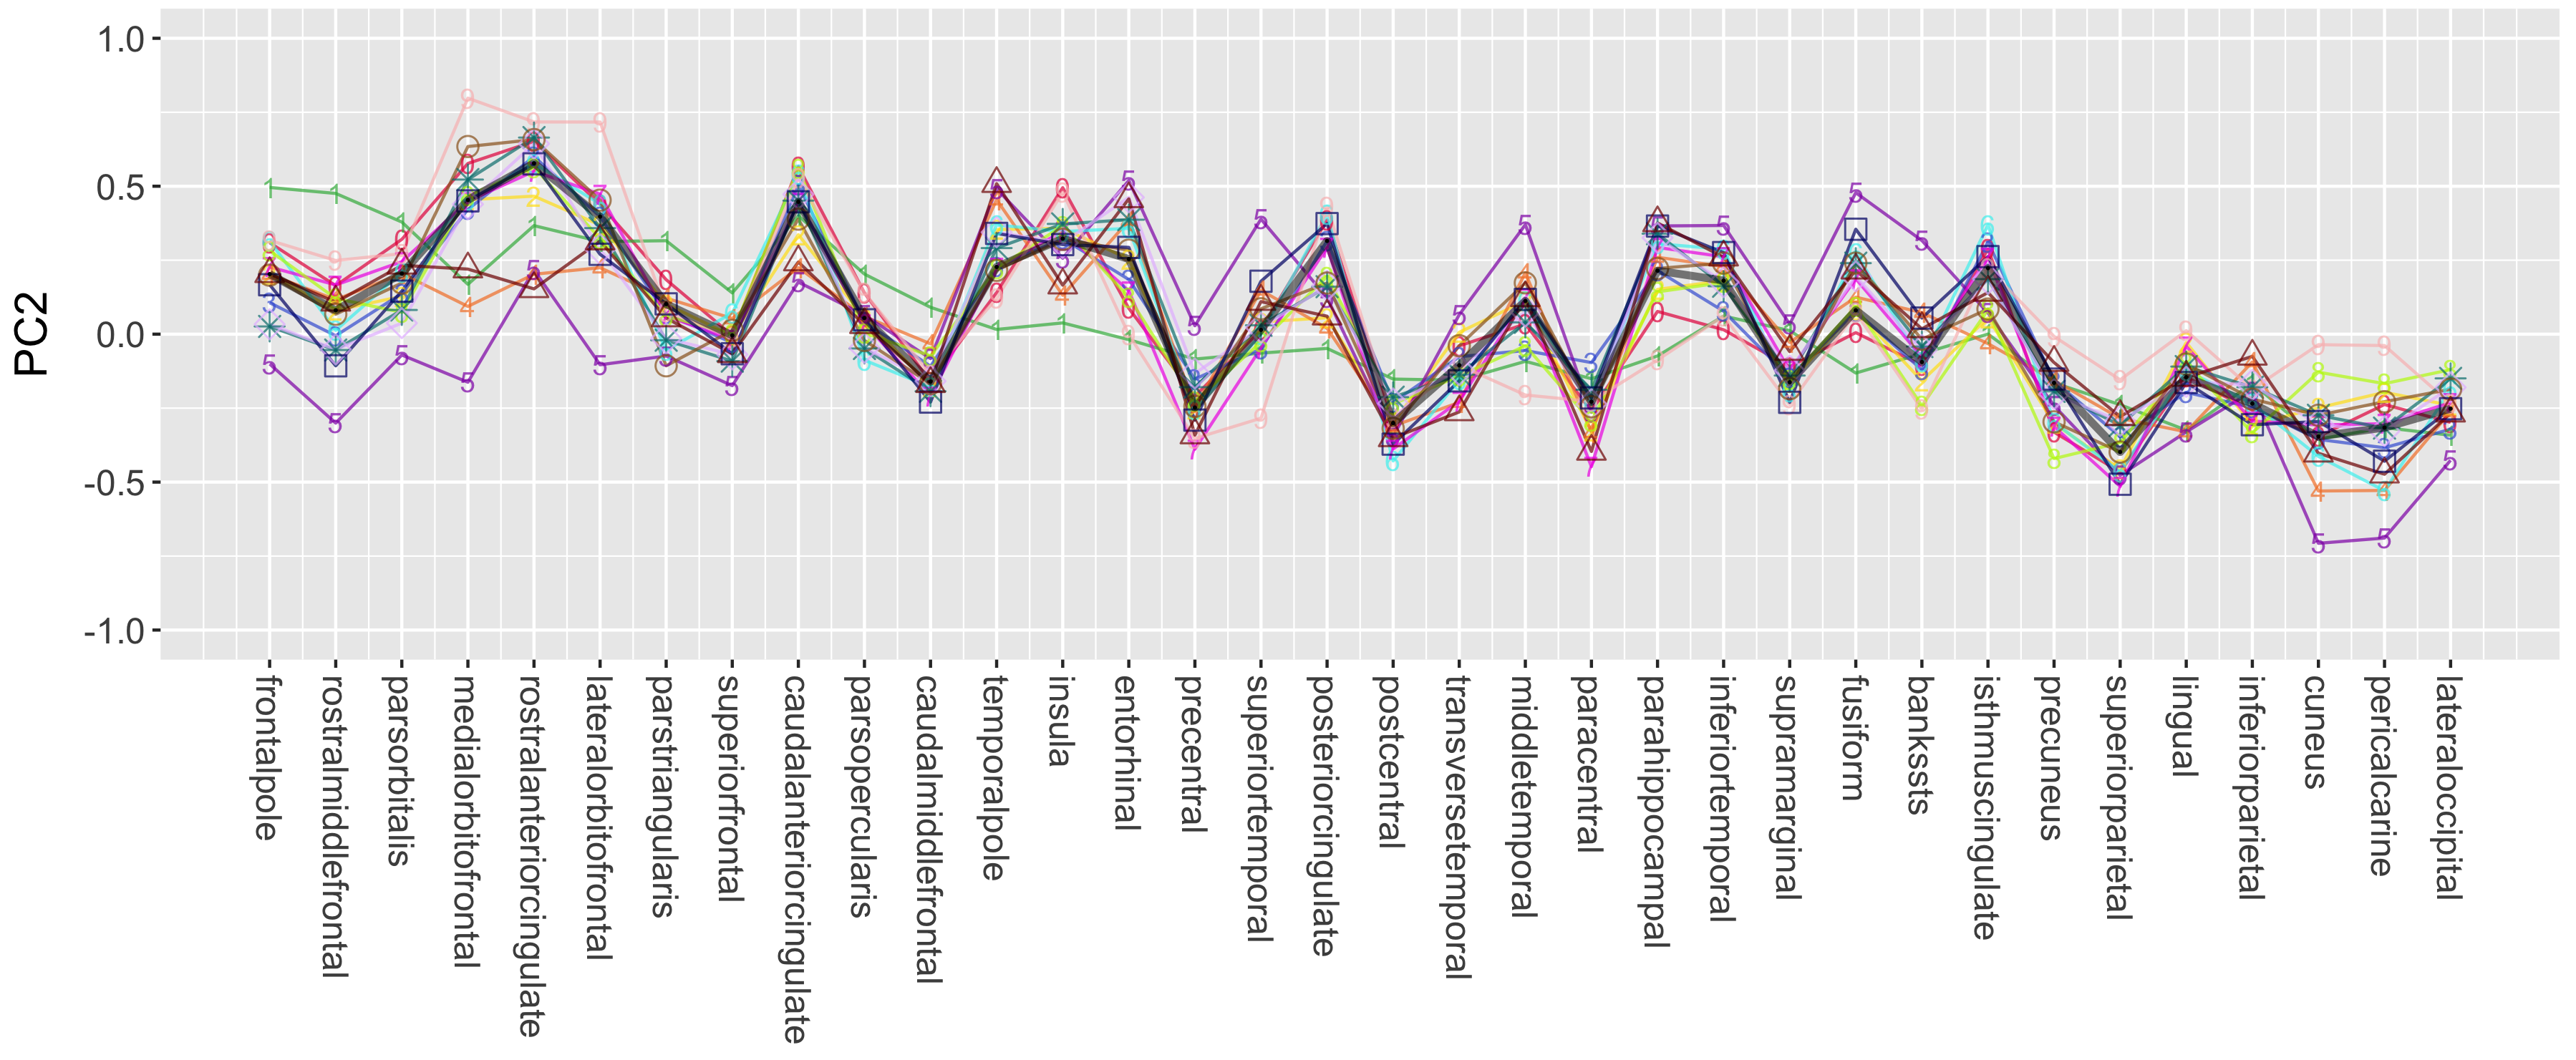 PC2
1.0
0.5
0.0
-0.5
-1.0
frontalpole
rostralmiddlefrontal
parsorbitalis
medialorbitofrontal
rostralanteriorcingulate
lateralorbitofrontal
parstriangularis
superiorfrontal
caudalanteriorcingulate
parsopercularis
caudalmiddlefrontal
temporalpole
insula
entorhinal
precentral
superiortemporal
posteriorcingulate
postcentral
transversetemporal
middletemporal
paracentral
parahippocampal
inferiortemporal
supramarginal
fusiform
bankssts
isthmuscingulate
precuneus
superiorparietal
lingual
inferiorparietal
cuneus
pericalcarine
lateraloccipital